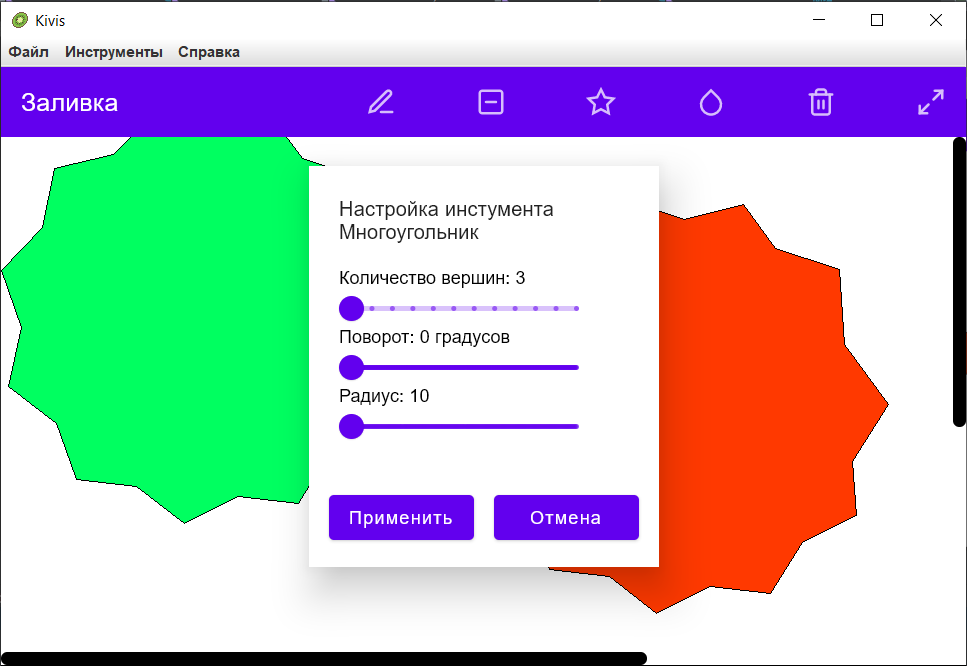 Kivis
Файл Инструменты Справка
Заливка
Настройка инстумента
Многоугольник
Количество вершин: 3
Поворот: 0 градусов
Радиус: 10
Применить Отмена